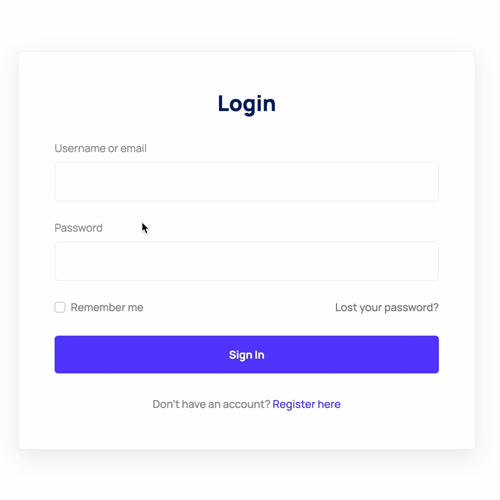 Login
Username or email
Password
Remember me Lost your password?
Sign In
Don't have an account? Register here